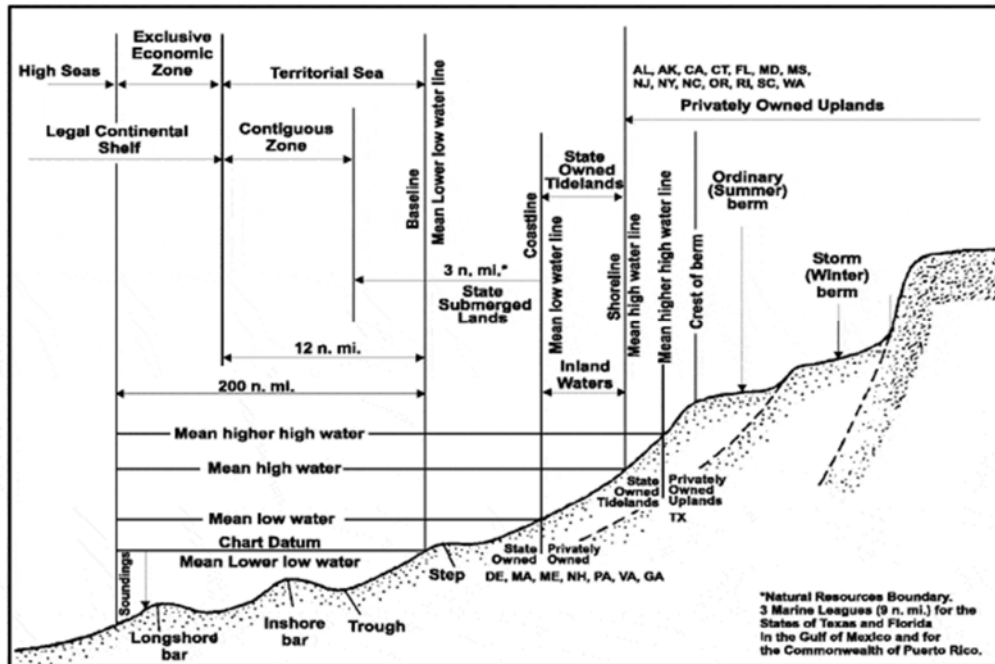 Exclusive
Economic
Zone
High Seas
Territorial Sea
AL, AK, CA, CT, FL, MD, MS,
NJ, NY, NC, OR, RI, SC, WA
Privately Owned Uplands
Legal Continental
Shelf
Contiguous
Zone
Baseline
Mean Lower low water line
State
Owned
Tidelands
Coastline
Mean low water line
Shoreline
Mean high water line
Mean higher high water line
Crest of berm
Ordinary
(Summer)
berm
Storm
(Winter)
berm
3 n. mi.*
State
Submerged
Lands
12 n. mi.
200 n. mi.
Inland
Waters
Mean higher high water
Mean high water
Mean low water
Chart Datum
Mean Lower low water
Soundings
State
Owned
Tidelands
Privately
Owned
Uplands
TX
State
Owned
Privately
Owned
DE, MA, ME, NH, PA, VA, GA
Step
Trough
Inshore
bar
Longshore
bar
*Natural Resources Boundary.
3 Marine Leagues (9 n. mi.) for the
States of Texas and Florida
in the Gulf of Mexico and for
the Commonwealth of Puerto Rico.